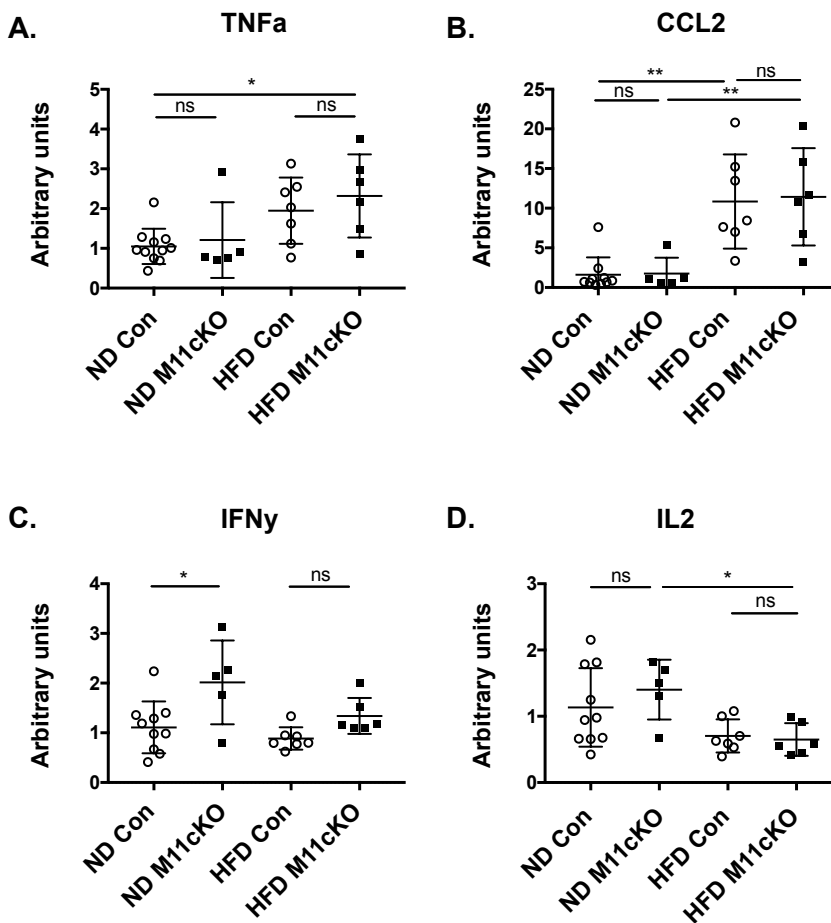 A.
TNFa
Arbitrary units
5
4
3
2
1
0
*
ns
ns
ND Con
ND M11cKO
HFD Con
HFD M11cKO
B.
CCL2
Arbitrary units
25
20
15
10
5
0
**
ns
ns
**
ND Con
ND M11cKO
HFD Con
HFD M11cKO
C.
IFNy
Arbitrary units
4
3
2
1
0
*
ns
ND Con
ND M11cKO
HFD Con
HFD M11cKO
D.
IL2
Arbitrary units
3
2
1
0
ns
*
ns
ND Con
ND M11cKO
HFD Con
HFD M11cKO